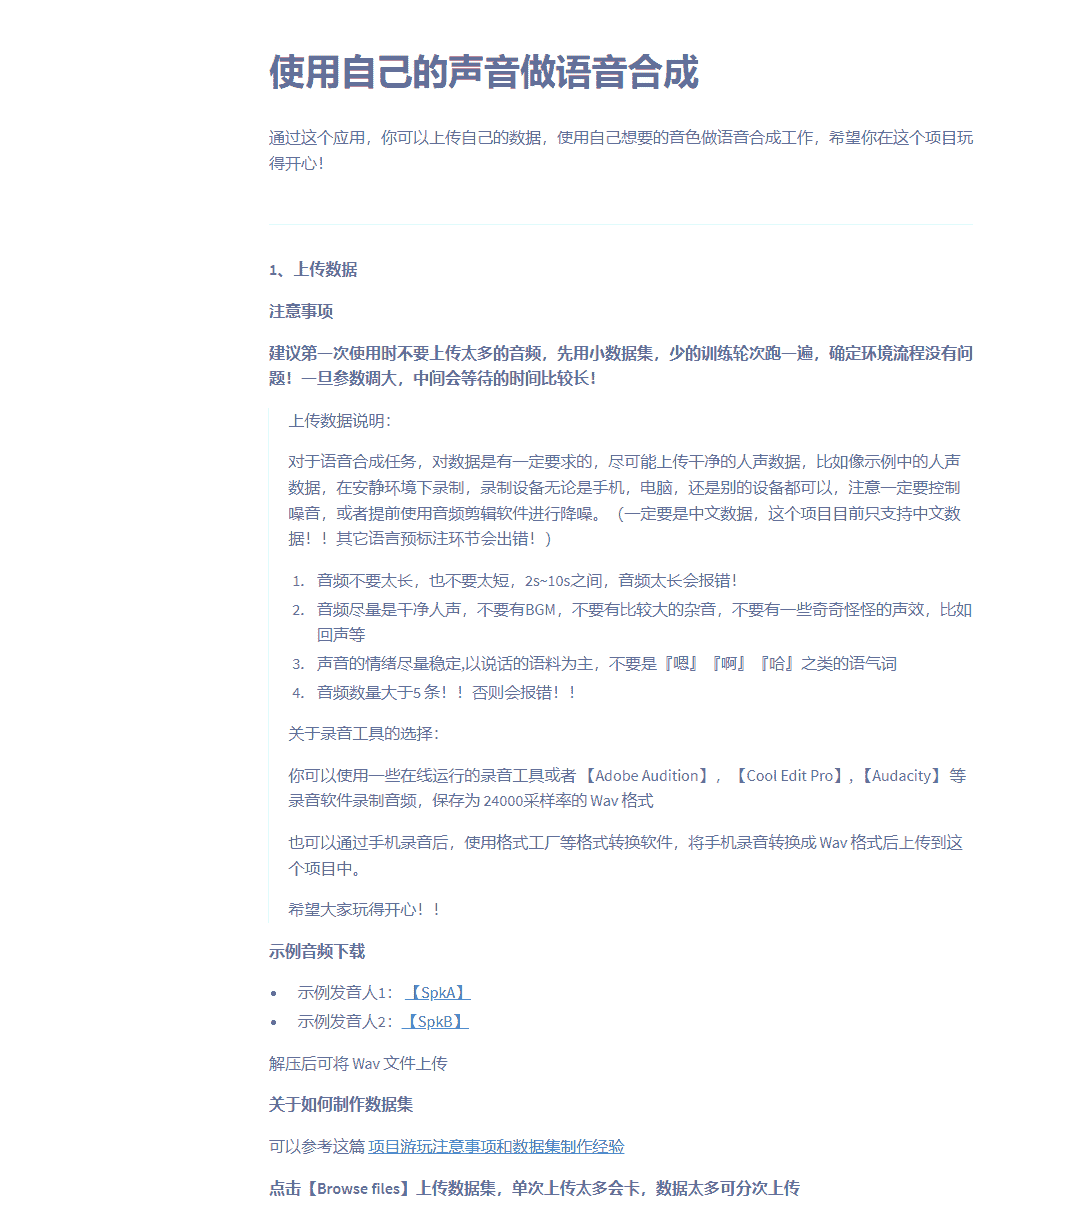 使用自己的声音做语音合成
通过这个应用，你可以上传自己的数据，使用自己想要的音色做语音合成工作，希望你在这个项目玩
得开心！
1、上传数据
注意事项
建议第一次使用时不要上传太多的音频，先用小数据集，少的训练轮次跑一遍，确定环境流程没有问
题！一旦参数调大，中间会等待的时间比较长！
上传数据说明：
对于语音合成任务，对数据是有一定要求的，尽可能上传干净的人声数据，比如像示例中的人声
数据，在安静环境下录制，录制设备无论是手机，电脑，还是别的设备都可以，注意一定要控制
噪音，或者提前使用音频剪辑软件进行降噪。（一定要是中文数据，这个项目目前只支持中文数
据！！其它语言预标注环节会出错！）
1. 音频不要太长，也不要太短，2s~10s之间，音频太长会报错！
2. 音频尽量是干净人声，不要有BGM，不要有比较大的杂音，不要有一些奇奇怪怪的声效，比如
回声等
3. 声音的情绪尽量稳定,以说话的语料为主，不要是『嗯』『啊』『哈』之类的语气词
4. 音频数量大于5 条！！否则会报错！！
关于录音工具的选择：
你可以使用一些在线运行的录音工具或者【Adobe Audition】，【Cool Edit Pro】,【Audacity】 等
录音软件录制音频，保存为 24000采样率的 Wav 格式
也可以通过手机录音后，使用格式工厂等格式转换软件，将手机录音转换成 Wav 格式后上传到这
个项目中。
希望大家玩得开心！！
示例音频下载
• 示例发音人1：【SpkA】
• 示例发音人2：【SpkB】
解压后可将 Wav 文件上传
关于如何制作数据集
可以参考这篇 项目游玩注意事项和数据集制作经验
点击【Browse files】上传数据集，单次上传太多会卡，数据太多可分次上传